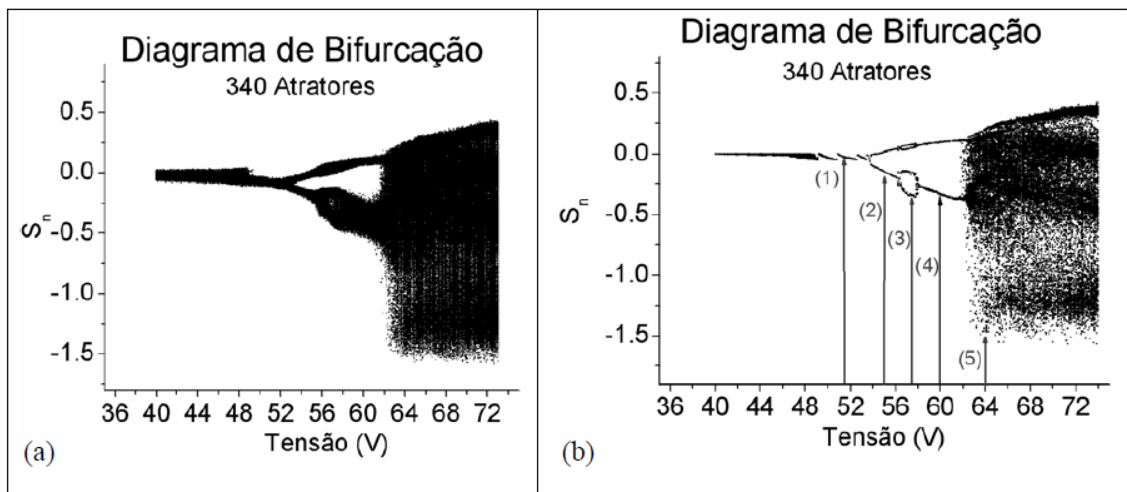 Diagrama de Bifurcação
340 Atratores
0.5
0.0
-0.5
-1.0
-1.5
Sn
36 40 44 48 52 56 60 64 68 72
Tensão (V)
(a)
Diagrama de Bifurcação
340 Atratores
0.5
0.0
-0.5
-1.0
-1.5
Sn
(1)
(2)
(3)
(4)
(5)
36 40 44 48 52 56 60 64 68 72
Tensão (V)
(b)